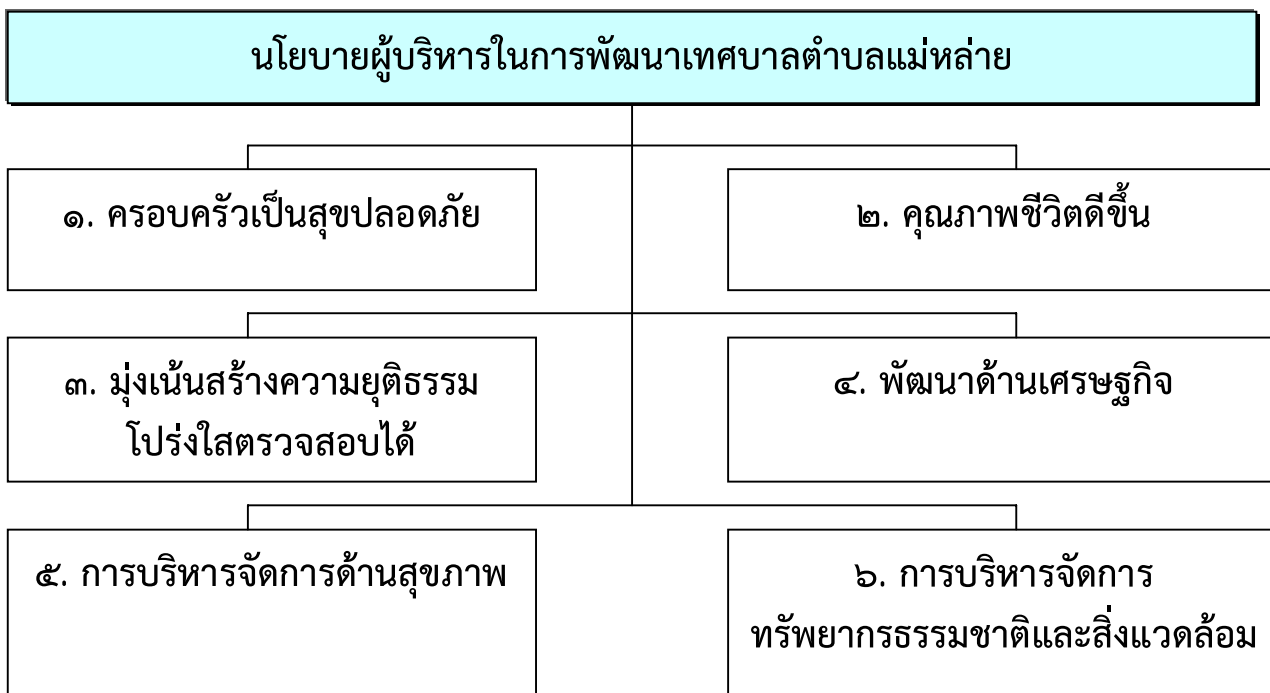 นโยบายผู้บริหารในการพัฒนาเทศบาลตำบลแม่หล่าย
๑. ครอบครัวเป็นสุขปลอดภัย
๒. คุณภาพชีวิตดีขึ้น
๓. มุ่งเน้นสร้างความยุติธรรม
โปร่งใสตรวจสอบได้
๔. พัฒนาด้านเศรษฐกิจ
๕. การบริหารจัดการด้านสุขภาพ
๖. การบริหารจัดการ
ทรัพยากรธรรมชาติและสิ่งแวดล้อม